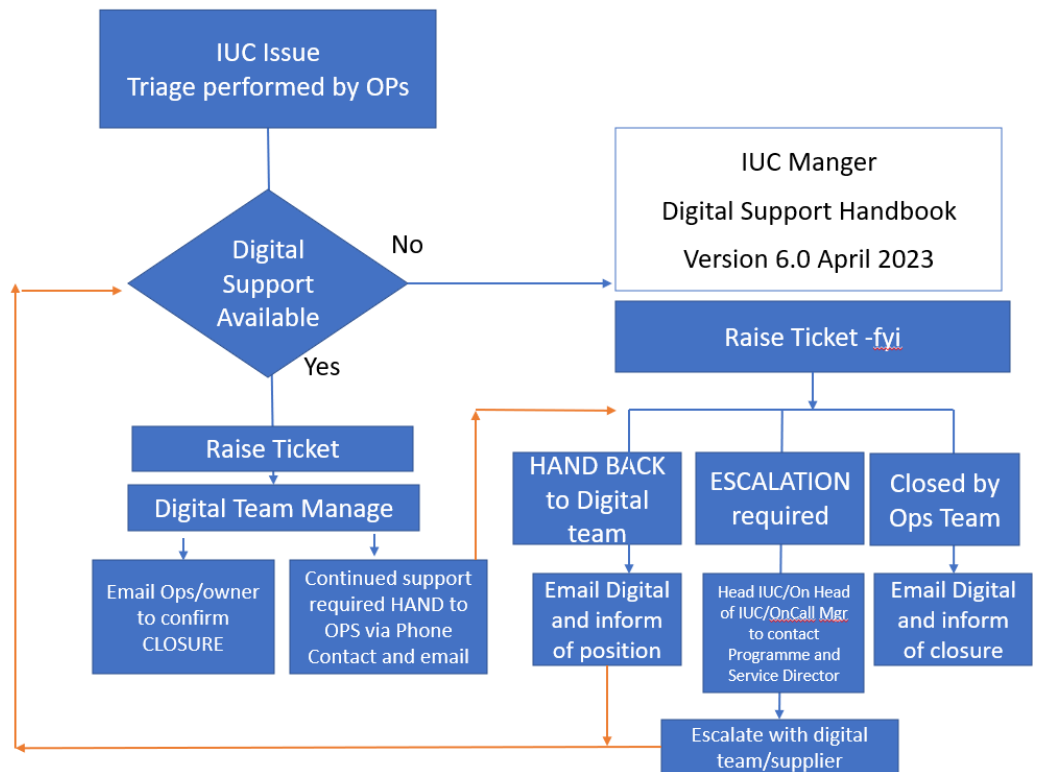 IUC Issue
Triage performed by OPs
Digital
Support
Available
No
Yes
IUC Manger
Digital Support Handbook
Version 6.0 April 2023
Raise Ticket -fyi
Raise Ticket
Digital Team Manage
Email Ops/owner
to confirm
CLOSURE
Continued support
required HAND to
OPS via Phone
Contact and email
HAND BACK
to Digital
team
ESCALATION
required
Closed by
Ops Team
Email Digital
and inform
of position
Head IUC/On Head
of IUC/OnCall Mgr
to contact
Programme and
Service Director
Email Digital
and inform
of closure
Escalate with digital
team/supplier